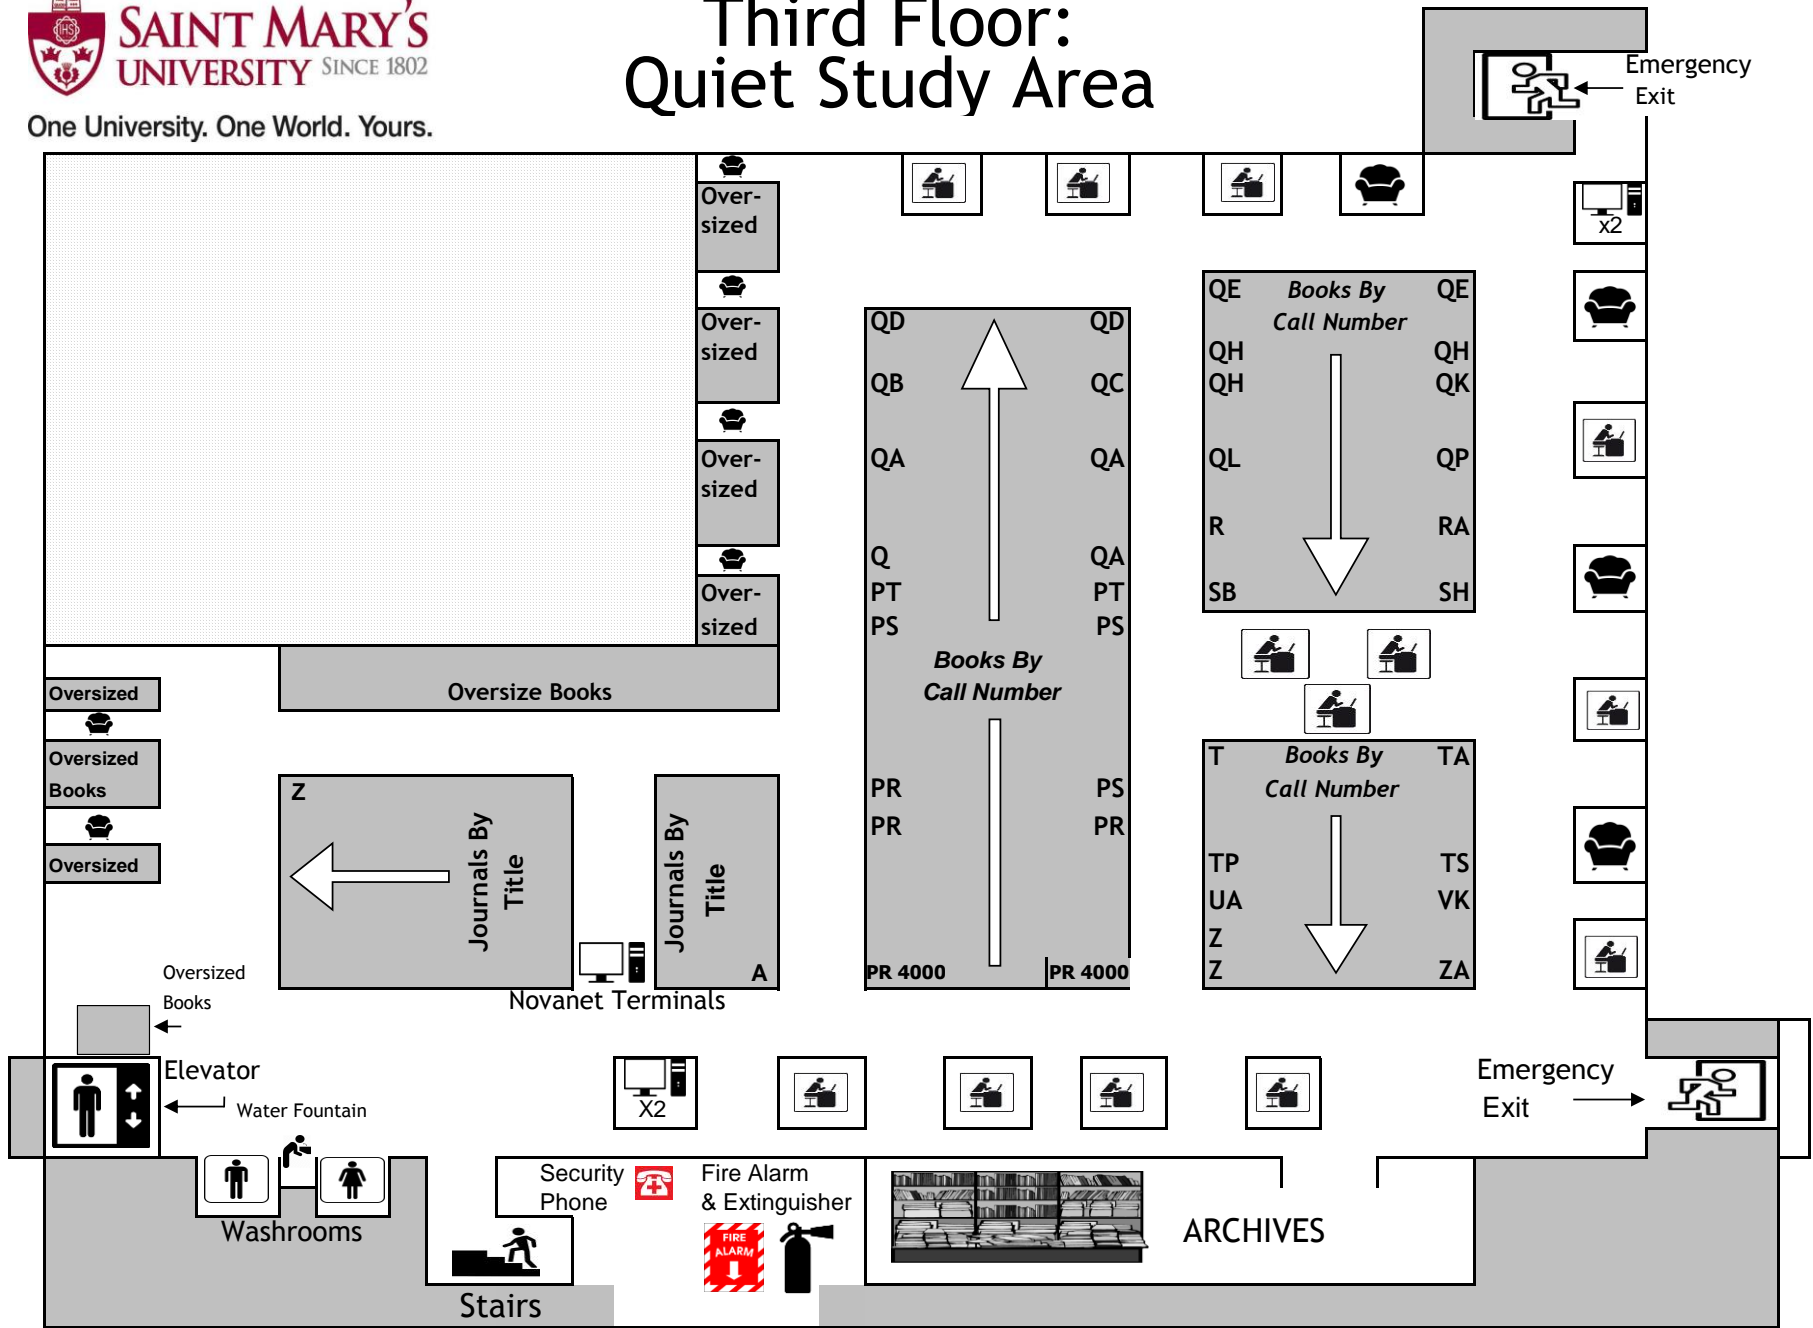 SAINT MARY'S
UNIVERSITY SINCE 1802
One University. One World. Yours.
IHS
Third Floor:
Quiet Study Area
Emergency
Exit
x2
Over-
sized
Over-
sized
Over-
sized
Over-
sized
Oversize Books
Oversized
Oversized
Books
Oversized
Oversized
Books
Z
Journals By
Title
Journals By
Title
A
Novanet Terminals
QD QD
QB QC
QA QA
Q QA
PT PT
PS PS
Books By
Call Number
PR PS
PR PR
PR 4000 PR 4000
QE Books By QE
Call Number
QH QH
QH QK
QL QP
R RA
SB SH
T Books By TA
Call Number
TP TS
UA VK
Z
Z ZA
Elevator
Water Fountain
X2
Emergency
Exit
Washrooms
Stairs
Security
Phone
Fire Alarm
& Extinguisher
FIRE
ALARM
ARCHIVES